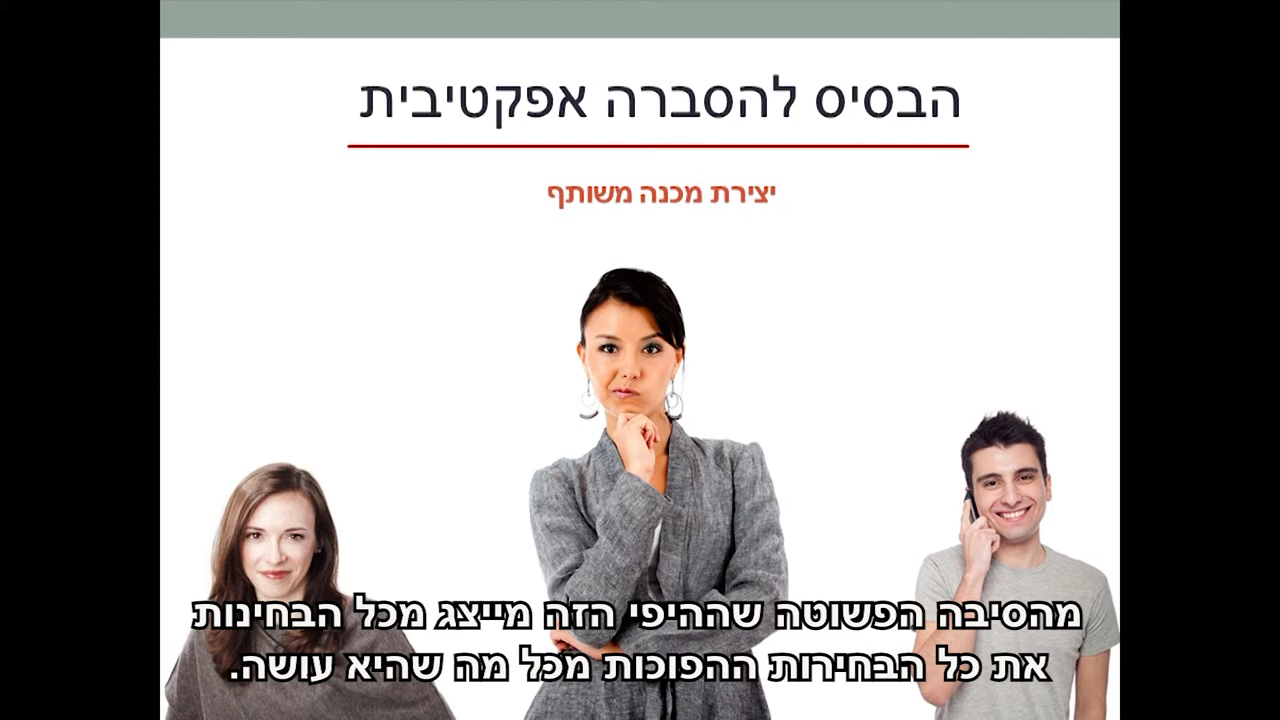 הבסיס להסברה אפקטיבית
יצירת מכנה משותף
מהסיבה הפשוטה שההיפי הזה מייצג מכל הבחינות
את כל הבחירות ההפוכות מכל מה שהיא עושה.